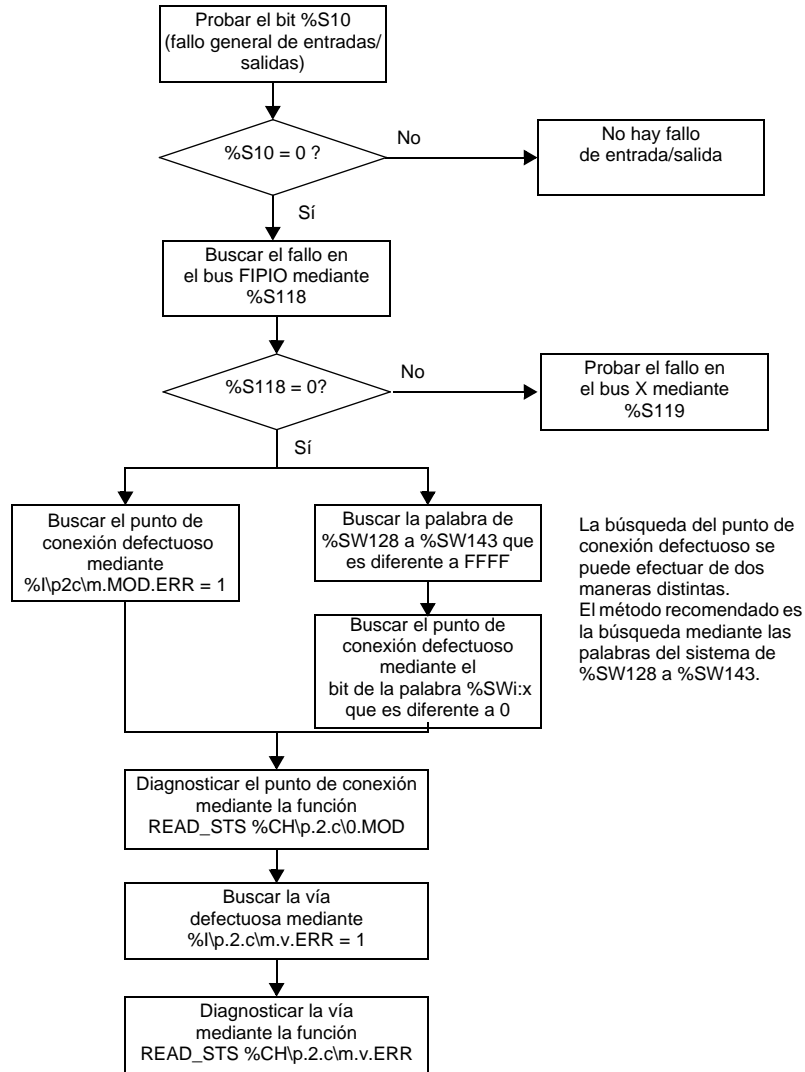 Probar el bit %S10
(fallo general de entradas/
salidas)
%S10 = 0 ?
No
No hay fallo
de entrada/salida
Sí
Buscar el fallo en
el bus FIPIO mediante
%S118
%S118 = 0?
No
Probar el fallo en
el bus X mediante
%S119
Sí
Buscar el punto de
conexión defectuoso
mediante
%I\p2c\m.MOD.ERR = 1
Buscar la palabra de
%SW128 a %SW143 que
es diferente a FFFF
Buscar el punto de
conexión defectuoso
mediante el
bit de la palabra %SWi:x
que es diferente a 0
La búsqueda del punto de
conexión defectuoso se
puede efectuar de dos
maneras distintas.
El método recomendado es
la búsqueda mediante las
palabras del sistema de
%SW128 a %SW143.
Diagnosticar el punto de conexión
mediante la función
READ_STS %CH\p.2.c\0.MOD
Buscar la vía
defectuosa mediante
%I\p.2.c\m.v.ERR = 1
Diagnosticar la vía
mediante la función
READ_STS %CH\p.2.c\m.v.ERR